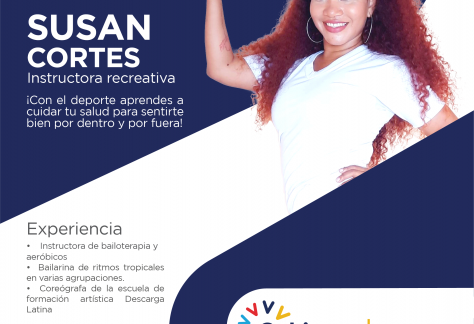 SUSAN
CORTES
Instructora recreativa
¡Con el deporte aprendes a
cuidar tu salud para sentirte
bien por dentro y por fuera!
Experiencia
• Instructora de bailoterapia y
aeróbicos
• Bailarina de ritmos tropicales
en varias agrupaciones.
• Coreógrafa de la escuela de
formación artística Descarga
Latina